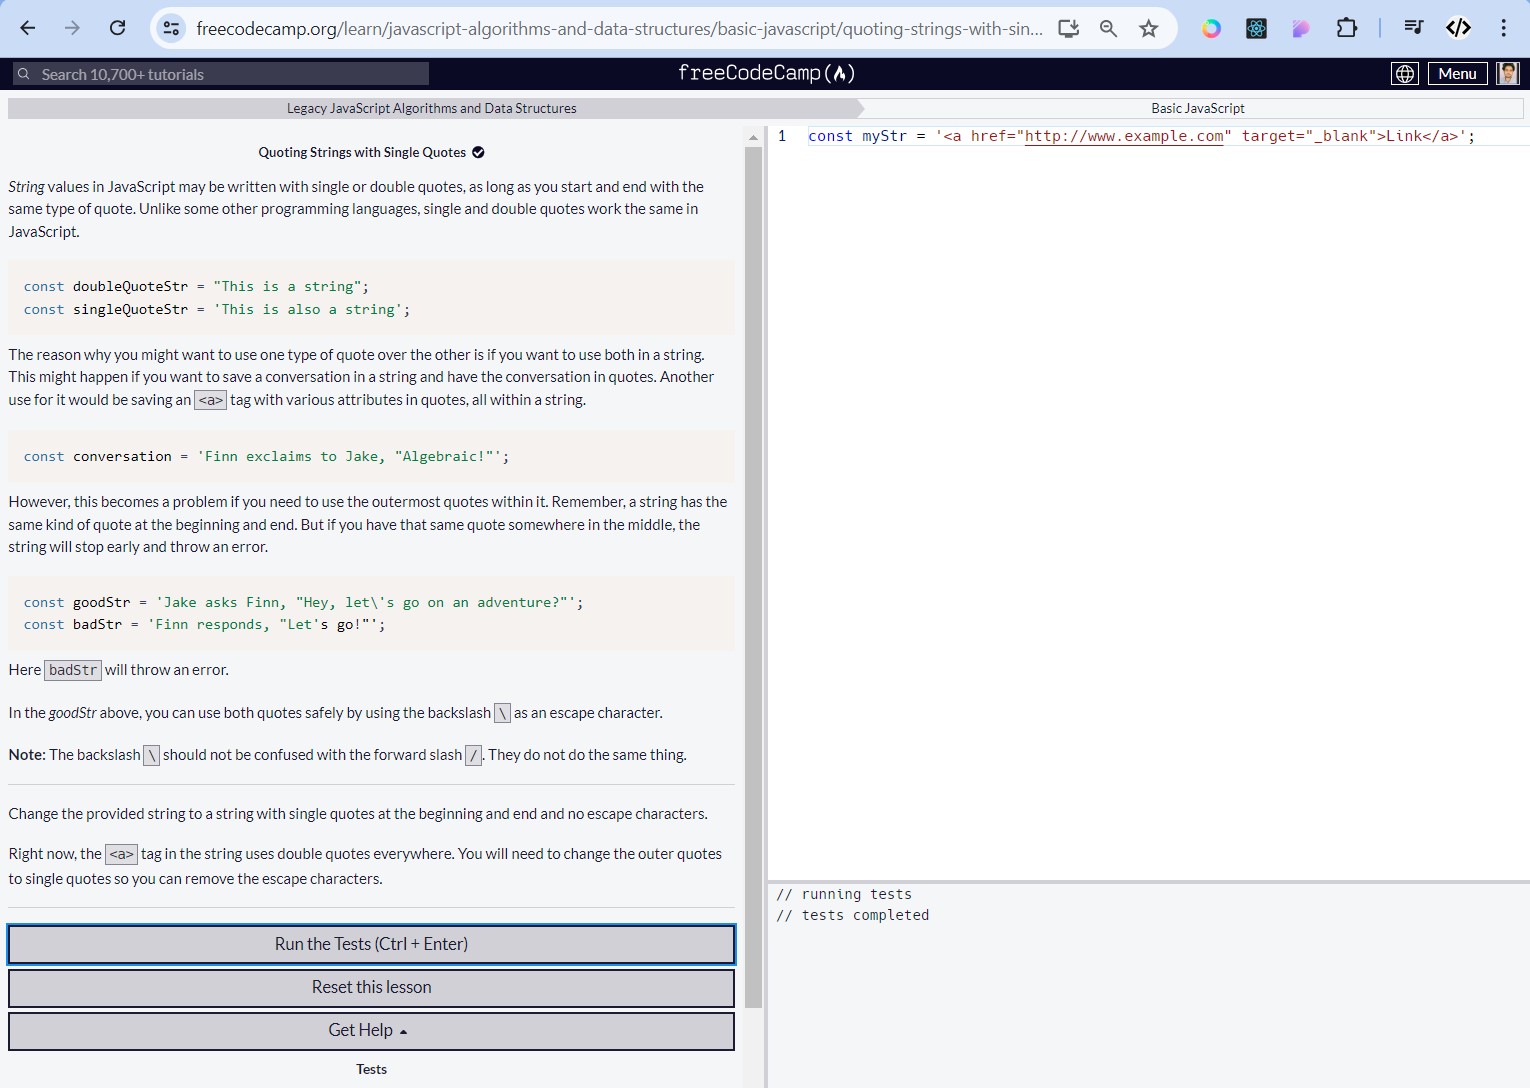 freecodecamp.org/learn/javascript-algorithms-and-data-structures/basic-javascript/quoting-strings-with-sin...
Search 10,700+ tutorials
freeCodeCamp(🔥)
Menu
Legacy JavaScript Algorithms and Data Structures
Basic JavaScript
Quoting Strings with Single Quotes
String values in JavaScript may be written with single or double quotes, as long as you start and end with the
same type of quote. Unlike some other programming languages, single and double quotes work the same in
JavaScript.
const doubleQuoteStr = "This is a string";
const singleQuoteStr = 'This is also a string';
The reason why you might want to use one type of quote over the other is if you want to use both in a string.
This might happen if you want to save a conversation in a string and have the conversation in quotes. Another
use for it would be saving an <a> tag with various attributes in quotes, all within a string.
const conversation = 'Finn exclaims to Jake, "Algebraic!"';
However, this becomes a problem if you need to use the outermost quotes within it. Remember, a string has the
same kind of quote at the beginning and end. But if you have that same quote somewhere in the middle, the
string will stop early and throw an error.
const goodStr = 'Jake asks Finn, "Hey, let\'s go on an adventure?"';
const badStr = 'Finn responds, "Let's go!"';
Here badStr will throw an error.
In the goodStr above, you can use both quotes safely by using the backslash \ as an escape character.
Note: The backslash \ should not be confused with the forward slash /. They do not do the same thing.
Change the provided string to a string with single quotes at the beginning and end and no escape characters.
Right now, the <a> tag in the string uses double quotes everywhere. You will need to change the outer quotes
to single quotes so you can remove the escape characters.
Run the Tests (Ctrl + Enter)
Reset this lesson
Get Help
Tests
1 const myStr = '<a href="http://www.example.com" target="_blank">Link</a>';
// running tests
// tests completed